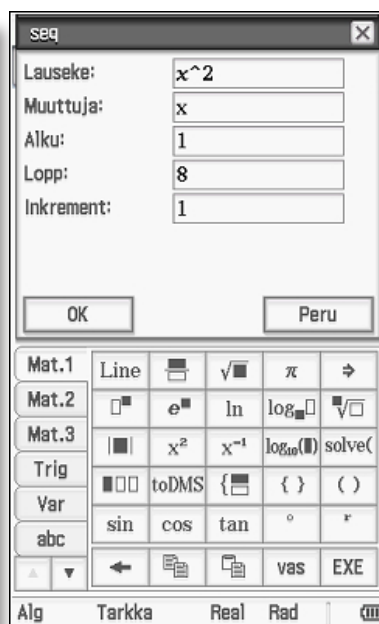 seq
Lauseke: x^2
Muuttuja: x
Alku: 1
Lopp: 8
Inkrement: 1
OK Peru
Mat.1 Line √■ π ⇒
Mat.2 □■ e■ ln log■□ ■√□
Mat.3 |■| x² x⁻¹ log₁₀(■) solve(
Trig ■□□ toDMS { } ( )
Var sin cos tan ° r
abc
vas EXE
Alg Tarkka Real Rad